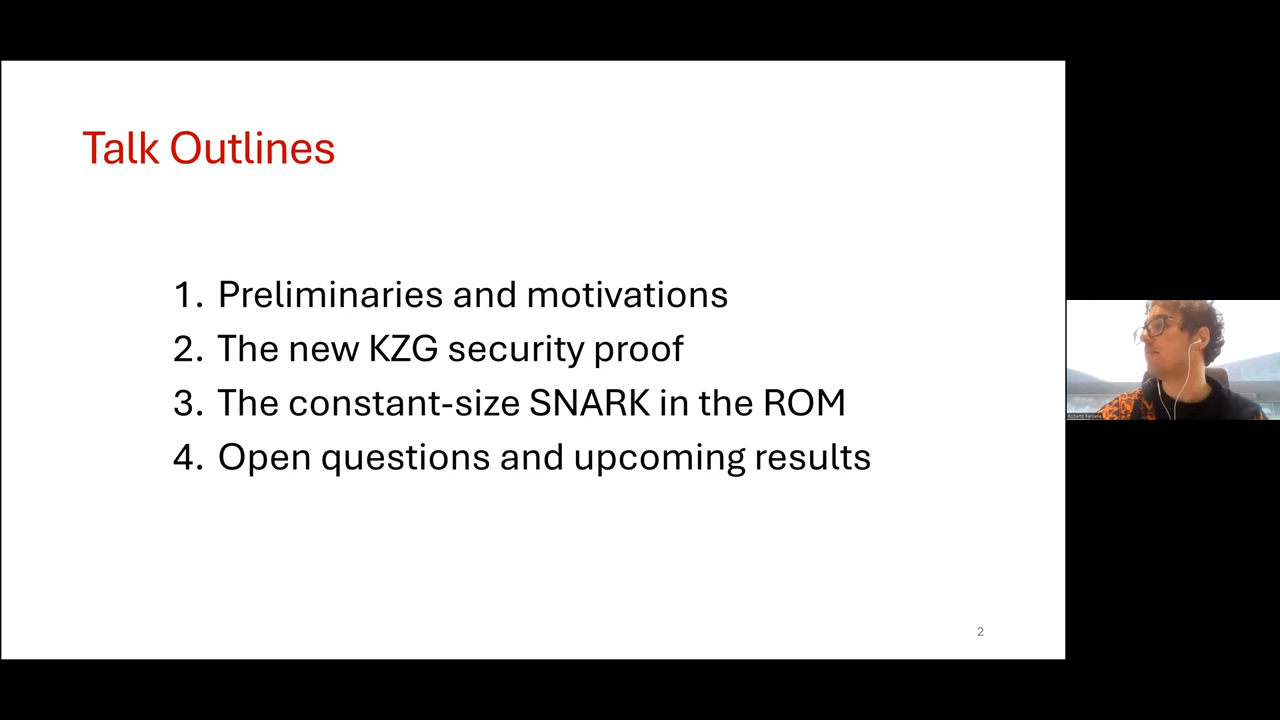 Talk Outlines
1. Preliminaries and motivations
2. The new KZG security proof
3. The constant-size SNARK in the ROM
4. Open questions and upcoming results
2